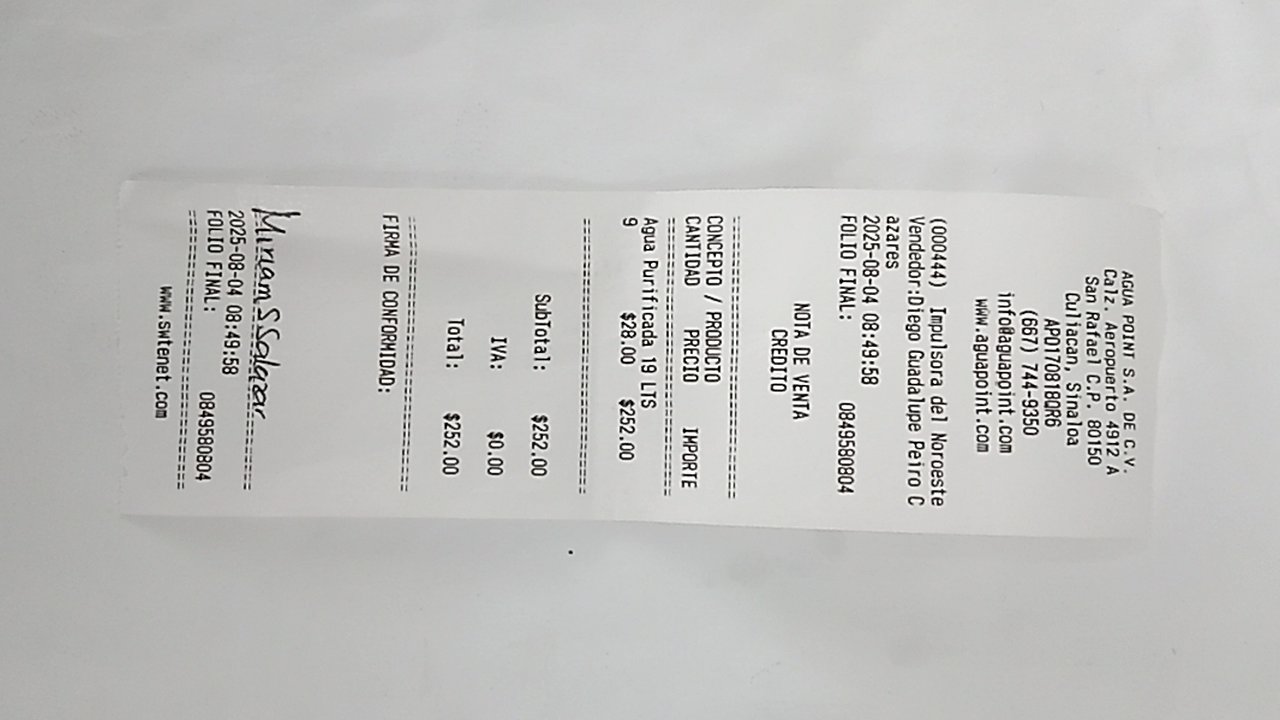 AGUA POINT S.A. DE C.V.
Calz. Aeropuerto 4912 A
San Rafael C.P. 80150
Culiacan, Sinaloa
APO170818QR6
(667) 744-9350
info@aguapoint.com
www.aguapoint.com
(000444) Impulsora del Noroeste
Vendedor:Diego Guadalupe Peiro C
azares
2025-08-04 08:49:58
FOLIO FINAL: 0849580804
NOTA DE VENTA
CREDITO
================================
CONCEPTO / PRODUCTO
CANTIDAD PRECIO IMPORTE
================================
Agua Purificada 19 LTS
9 $28.00 $252.00
================================
SubTotal: $252.00
IVA: $0.00
Total: $252.00
================================
FIRMA DE CONFORMIDAD:
Miriam S Salazar
================================
2025-08-04 08:49:58
FOLIO FINAL: 0849580804
================================
www.swtenet.com